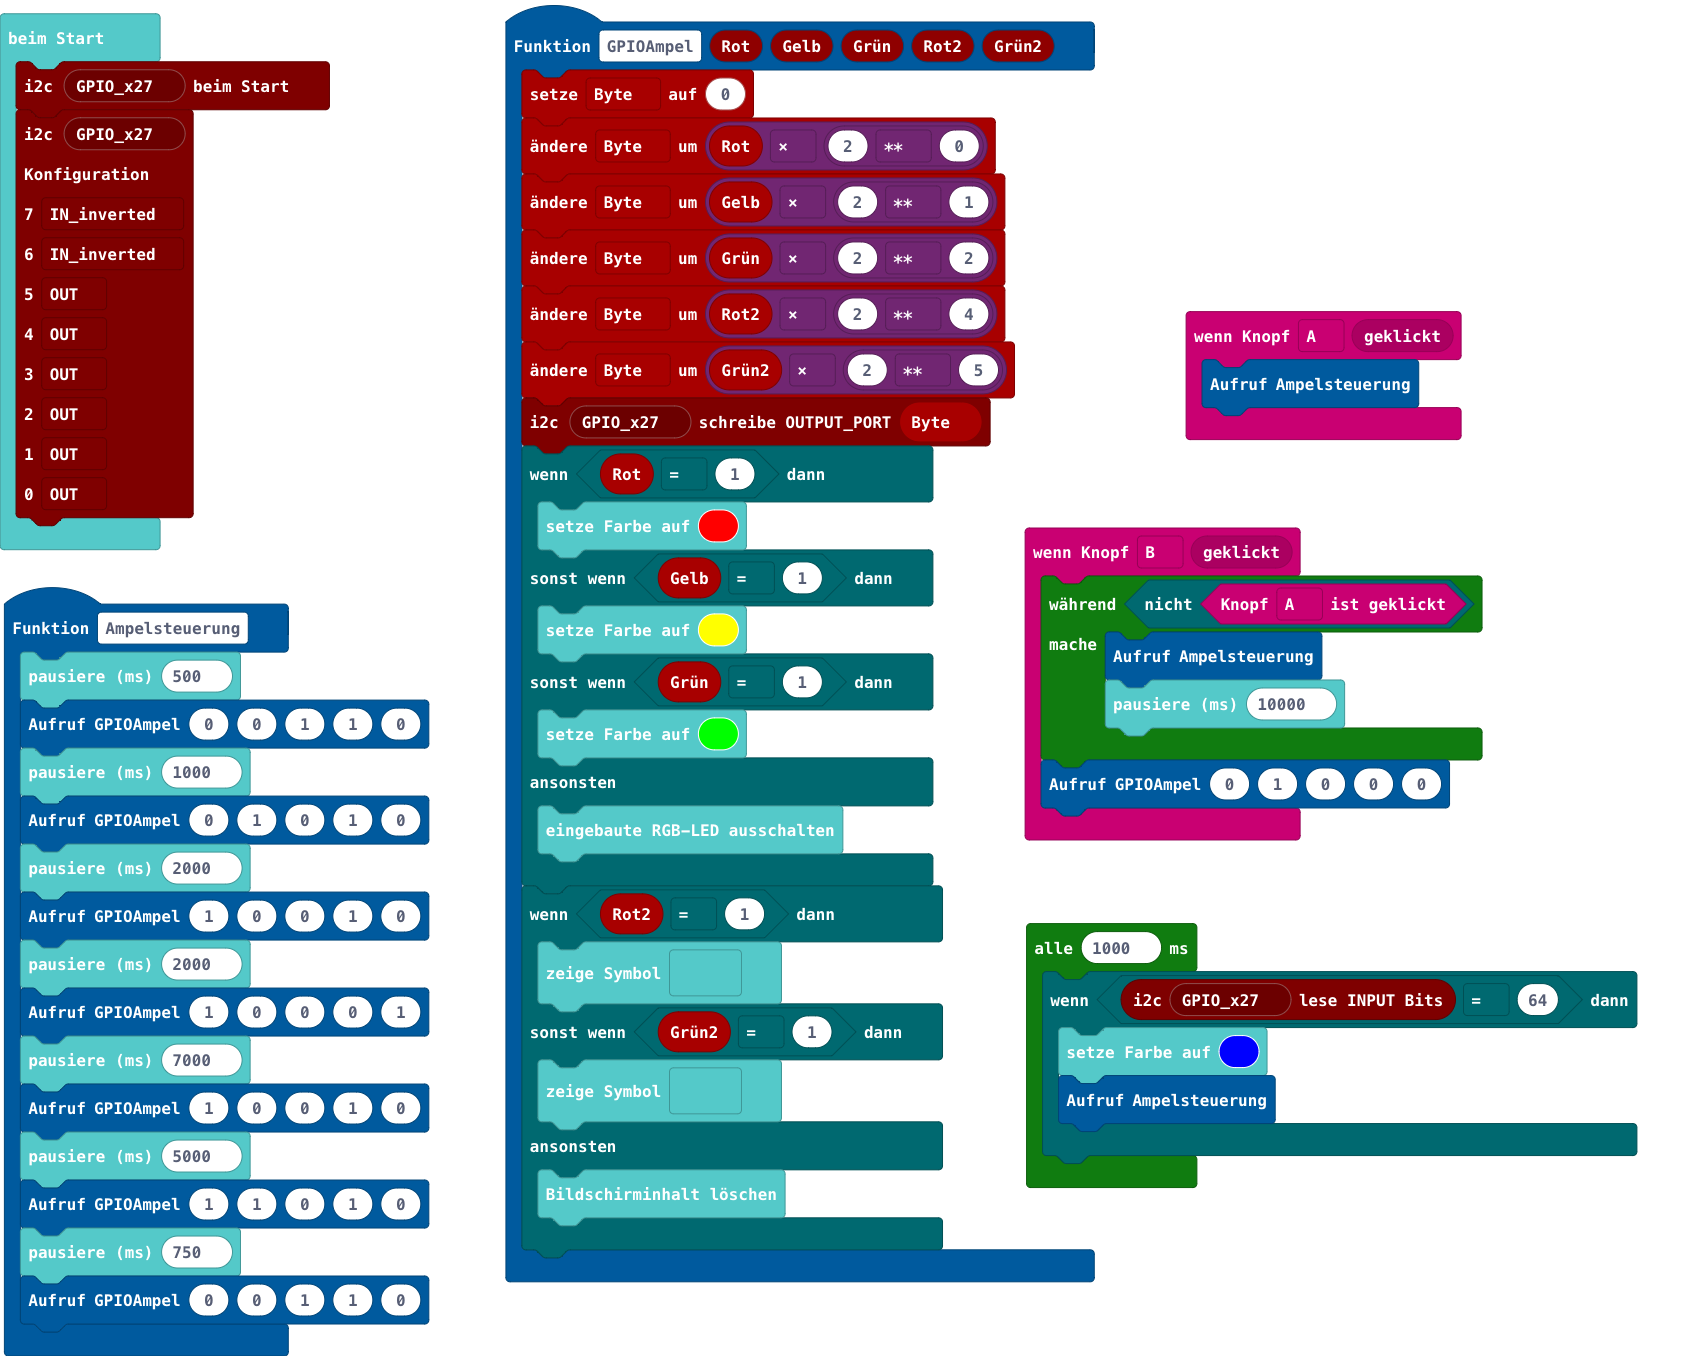 beim Start
i2c GPIO_x27 beim Start
i2c GPIO_x27
Konfiguration
7 IN_inverted
6 IN_inverted
5 OUT
4 OUT
3 OUT
2 OUT
1 OUT
0 OUT
Funktion Ampelsteuerung
pausiere (ms) 500
Aufruf GPIOAmpel 0 0 1 1 0
pausiere (ms) 1000
Aufruf GPIOAmpel 0 1 0 1 0
pausiere (ms) 2000
Aufruf GPIOAmpel 1 0 0 1 0
pausiere (ms) 2000
Aufruf GPIOAmpel 1 0 0 0 1
pausiere (ms) 7000
Aufruf GPIOAmpel 1 0 0 1 0
pausiere (ms) 5000
Aufruf GPIOAmpel 1 1 0 1 0
pausiere (ms) 750
Aufruf GPIOAmpel 0 0 1 1 0
Funktion GPIOAmpel Rot Gelb Grün Rot2 Grün2
setze Byte auf 0
ändere Byte um Rot × 2 ** 0
ändere Byte um Gelb × 2 ** 1
ändere Byte um Grün × 2 ** 2
ändere Byte um Rot2 × 2 ** 4
ändere Byte um Grün2 × 2 ** 5
i2c GPIO_x27 schreibe OUTPUT_PORT Byte
wenn Rot = 1 dann
setze Farbe auf
sonst wenn Gelb = 1 dann
setze Farbe auf
sonst wenn Grün = 1 dann
setze Farbe auf
ansonsten
eingebaute RGB-LED ausschalten
wenn Rot2 = 1 dann
zeige Symbol
sonst wenn Grün2 = 1 dann
zeige Symbol
ansonsten
Bildschirminhalt löschen
wenn Knopf A geklickt
Aufruf Ampelsteuerung
wenn Knopf B geklickt
während nicht Knopf A ist geklickt
mache Aufruf Ampelsteuerung
pausiere (ms) 10000
Aufruf GPIOAmpel 0 1 0 0 0
alle 1000 ms
wenn i2c GPIO_x27 lese INPUT Bits = 64 dann
setze Farbe auf
Aufruf Ampelsteuerung